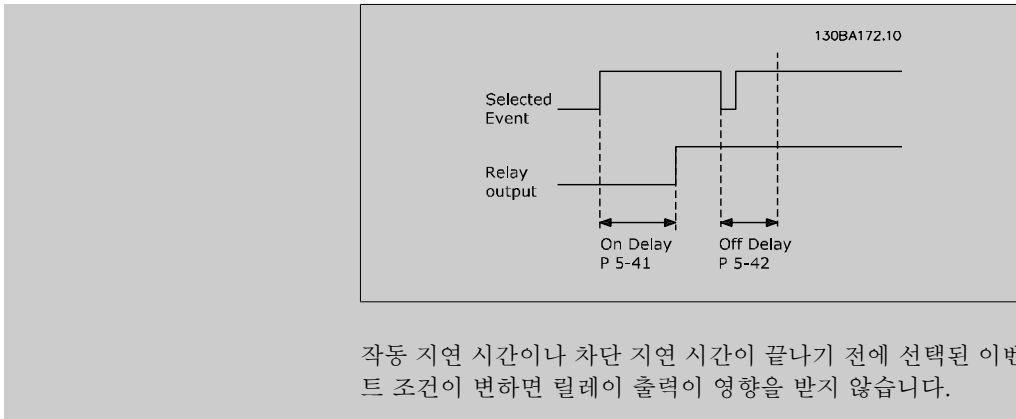 130BA172.10
Selected
Event
Relay
output
On Delay
P 5-41
Off Delay
P 5-42
작동 지연 시간이나 차단 지연 시간이 끝나기 전에 선택된 이벤
트 조건이 변하면 릴레이 출력이 영향을 받지 않습니다.